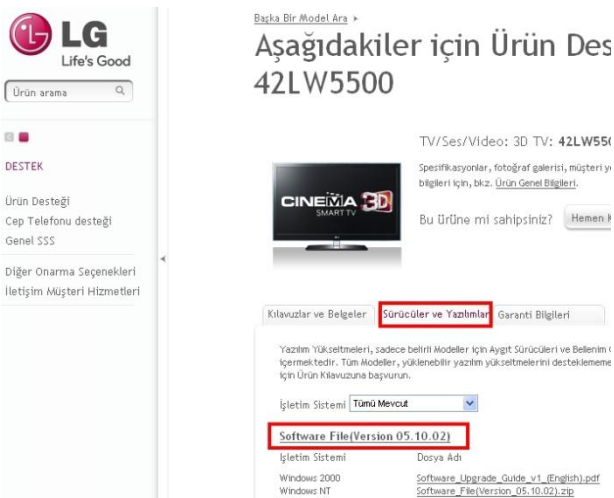 LG
Life's Good
Ürün arama
DESTEK
Ürün Desteği
Cep Telefonu desteği
Genel SSS
Diğer Onarma Seçenekleri
İletişim Müşteri Hizmetleri
Başka Bir Model Ara
Aşağıdakiler için Ürün Des
42LW5500
TV/Ses/Video: 3D TV: 42LW550
Spesifikasyonlar, fotoğraf galerisi, müşteri ye
bilgileri için, bkz. Ürün Genel Bilgileri.
CINEMA 3D
SMART TV
Bu ürüne mi sahipsiniz? Hemen K
Kılavuzlar ve Belgeler Sürücüler ve Yazılımlar Garanti Bilgileri
Yazılım Yükseltmeleri, sadece belirli Modeller için Aygıt Sürücüleri ve Bellenim
içermektedir. Tüm Modeller, yüklenebilir yazılım yükseltmelerini desteklememe
için Ürün Kılavuzuna başvurun.
İşletim Sistemi Tümü Mevcut
Software File(Version 05.10.02)
İşletim Sistemi Dosya Adı
Windows 2000 Software_Upgrade_Guide_v1_(English).pdf
Windows NT Software_File(Version_05.10.02).zip